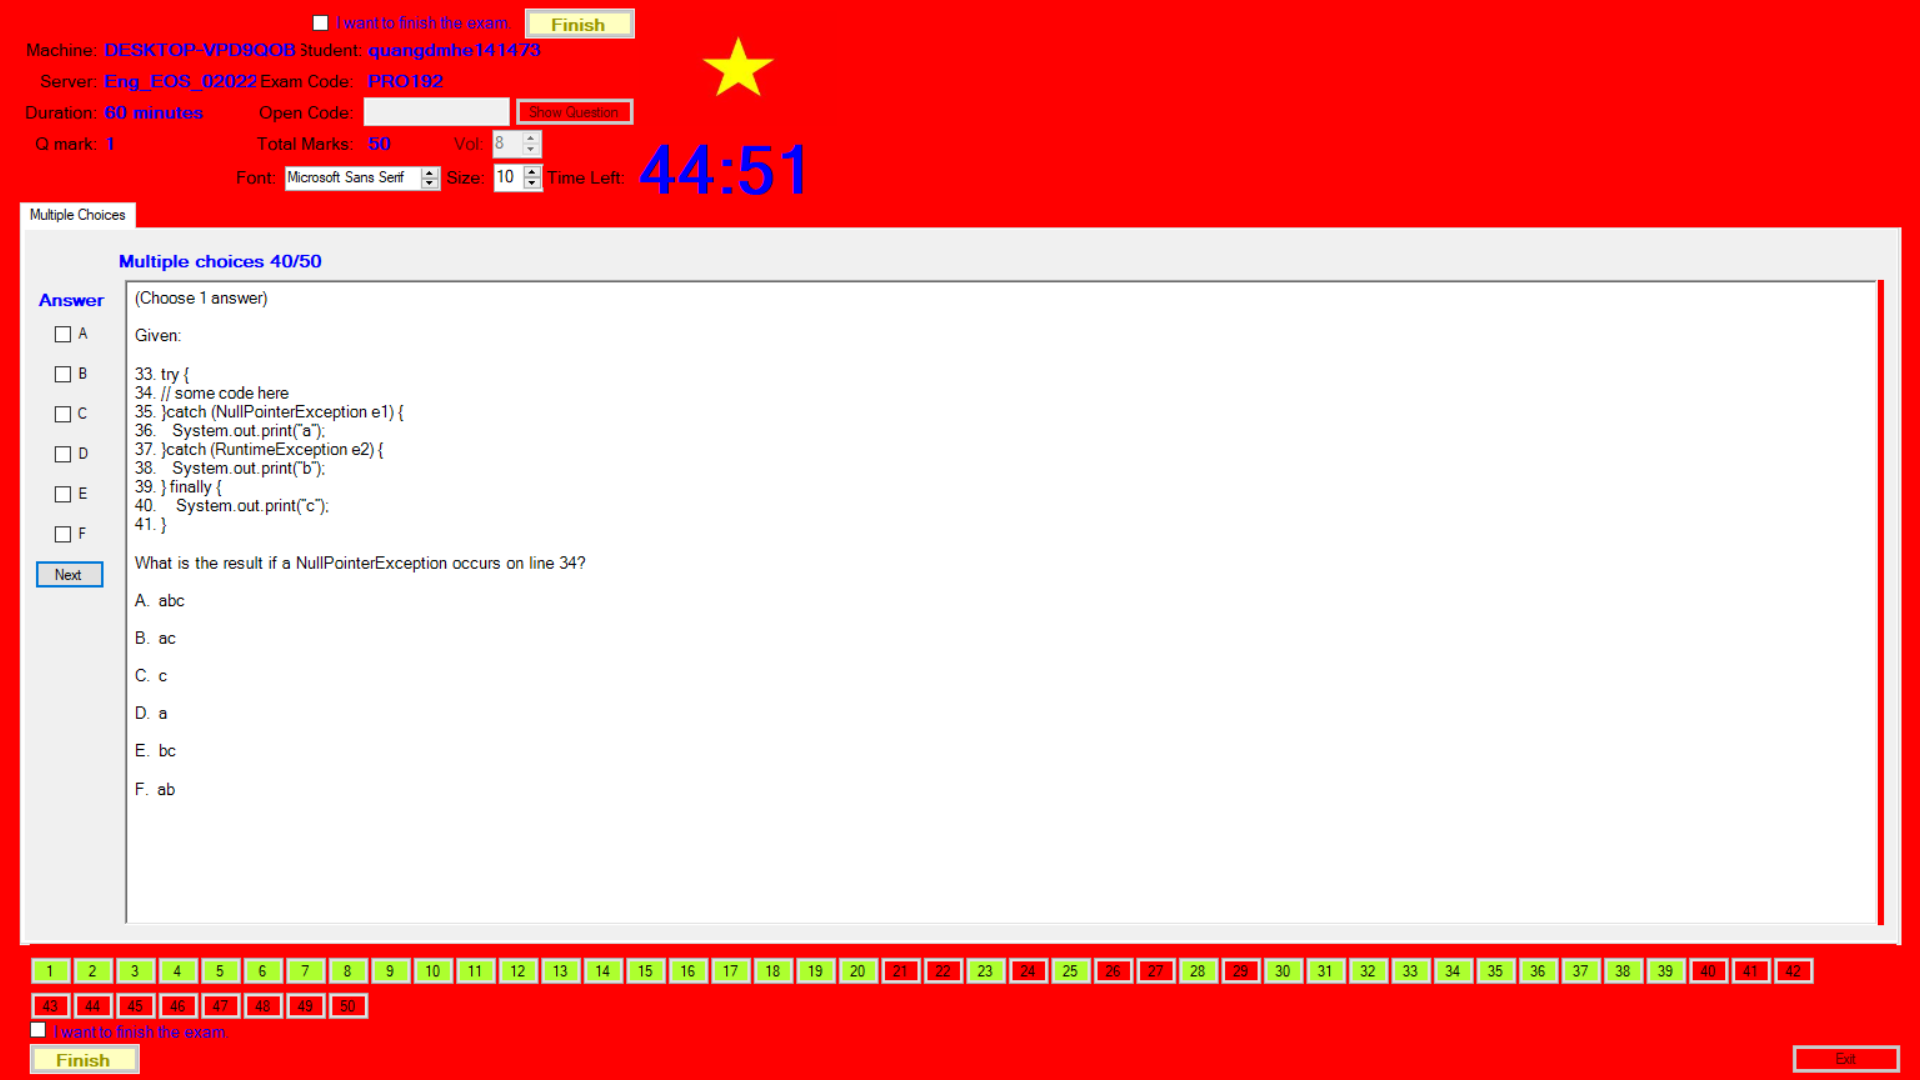 I want to finish the exam.
Finish
Machine: DESKTOP-VPD9QOB Student: quangdmhe141473
Server: Eng_EOS_02022 Exam Code: PRO192
Duration: 60 minutes Open Code: Show Question
Q mark: 1 Total Marks: 50 Vol: 8
Font: Microsoft Sans Serif Size: 10 Time Left: 44:51
Multiple Choices
Multiple choices 40/50
Answer
A
B
C
D
E
F
Next
(Choose 1 answer)
Given:
33. try {
34. // some code here
35. }catch (NullPointerException e1) {
36. System.out.print("a");
37. }catch (RuntimeException e2) {
38. System.out.print("b");
39. } finally {
40. System.out.print("c");
41. }
What is the result if a NullPointerException occurs on line 34?
A. abc
B. ac
C. c
D. a
E. bc
F. ab
1 2 3 4 5 6 7 8 9 10 11 12 13 14 15 16 17 18 19 20 21 22 23 24 25 26 27 28 29 30 31 32 33 34 35 36 37 38 39 40 41 42
43 44 45 46 47 48 49 50
I want to finish the exam.
Finish
Exit